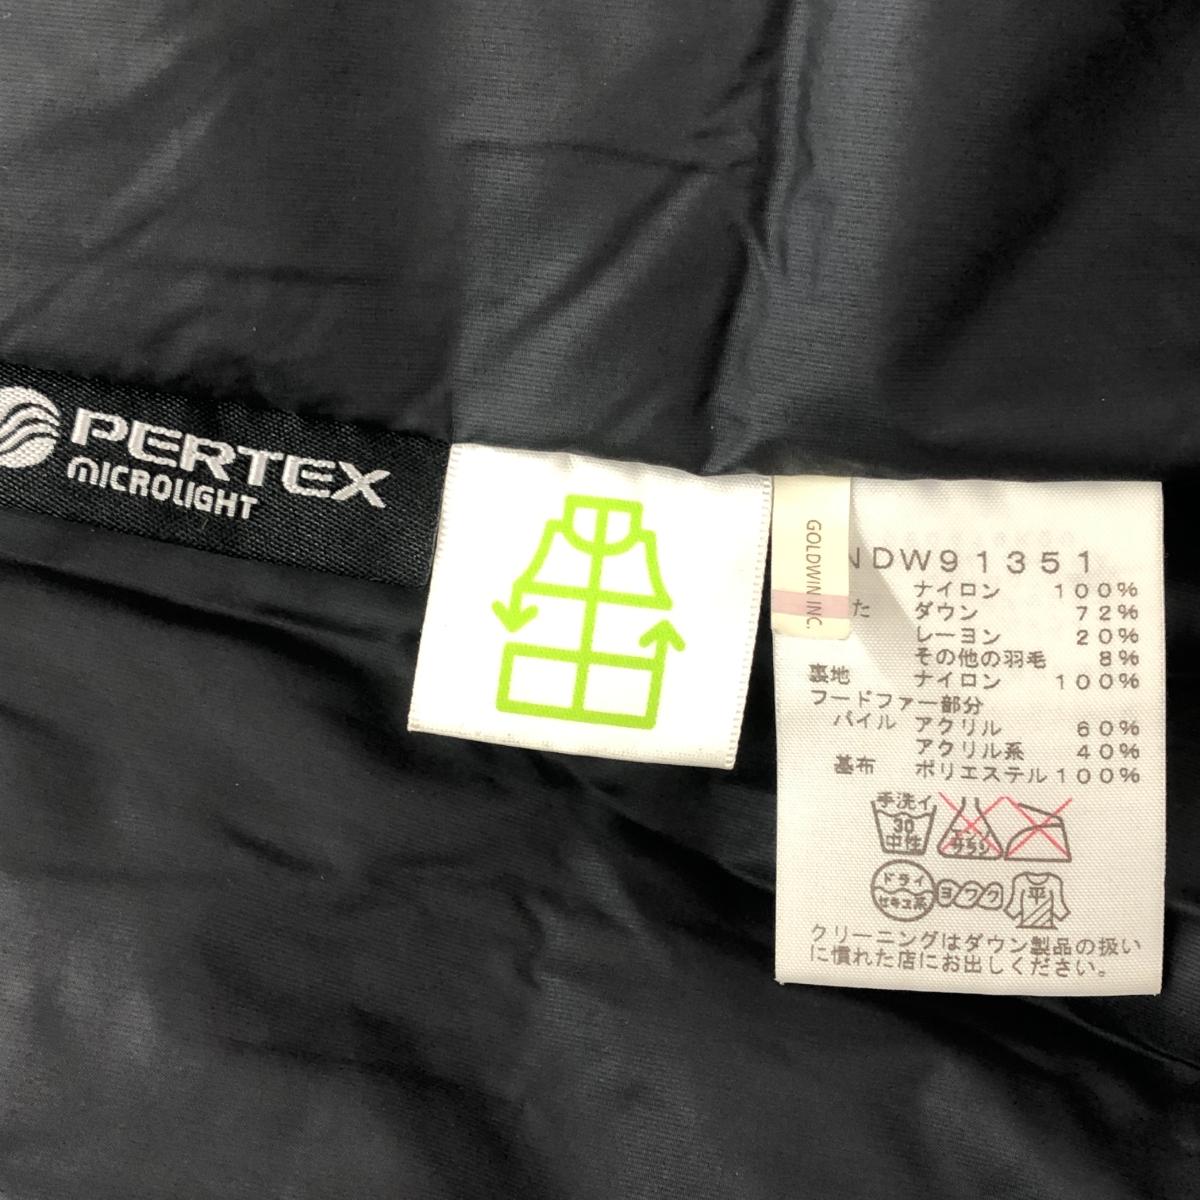 PERTEX
MICROLIGHT
GOLDWIN INC.
NDW91351
ナイロン 100%
た ダウン 72%
レーヨン 20%
その他の羽毛 8%
裏地 ナイロン 100%
フードファー部分
パイル アクリル 60%
アクリル系 40%
基布 ポリエステル 100%
手洗イ
30
中性
サラシ
ドライ
セキユ系
ヨワク
平
クリーニングはダウン製品の扱い
に慣れた店にお出しください。